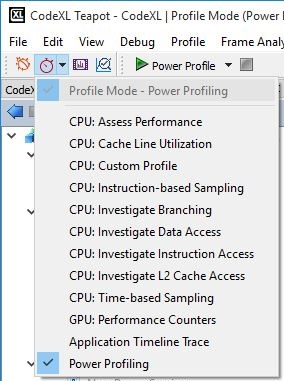 XL CodeXL Teapot - CodeXL | Profile Mode (Power P
File Edit View Debug Profile Frame Analy
Power Profile
CodeX
Profile Mode - Power Profiling
CPU: Assess Performance
CPU: Cache Line Utilization
CPU: Custom Profile
CPU: Instruction-based Sampling
CPU: Investigate Branching
CPU: Investigate Data Access
CPU: Investigate Instruction Access
CPU: Investigate L2 Cache Access
CPU: Time-based Sampling
GPU: Performance Counters
Application Timeline Trace
Power Profiling